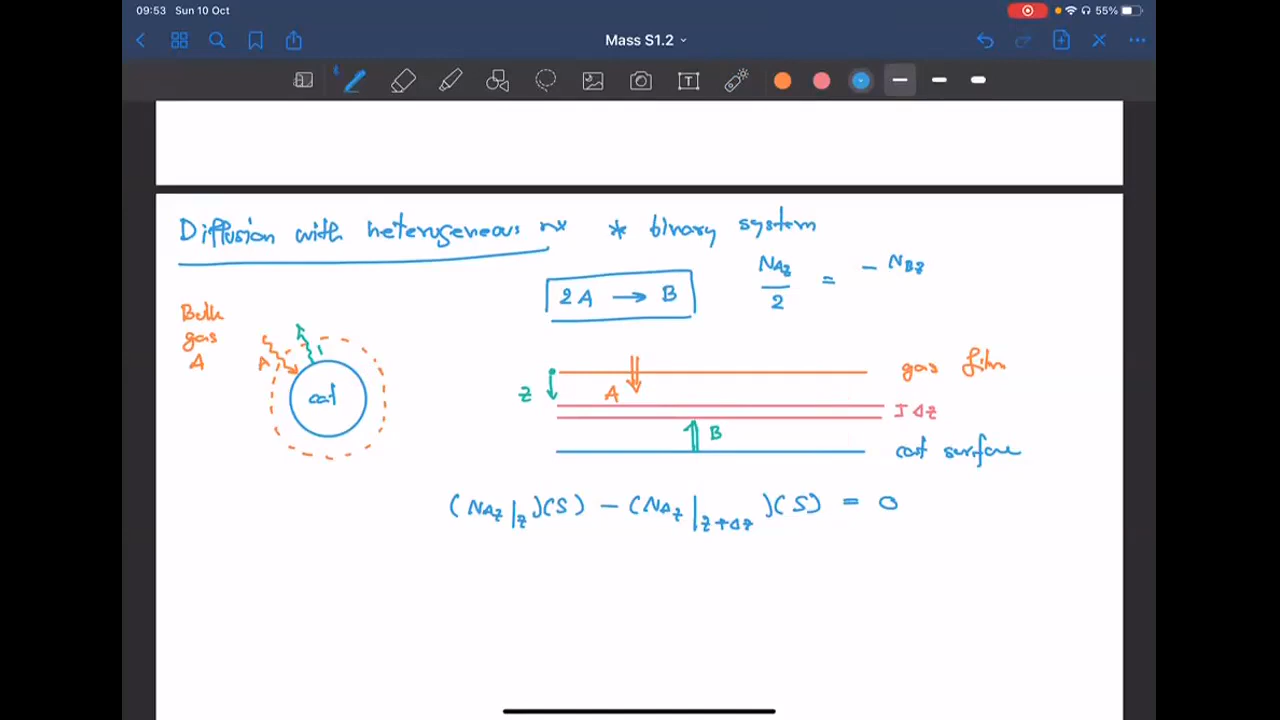 09:53 Sun 10 Oct
55%
Mass S1.2
T
Diffusion with heterogeneous rx * binary system
NAz / 2 = - NBz
2A → B
Bulk
gas
A
A
cat
z
A
gas film
I Δz
B
cat surface
(NAz|z)(S) - (NAz|z+Δz)(S) = 0